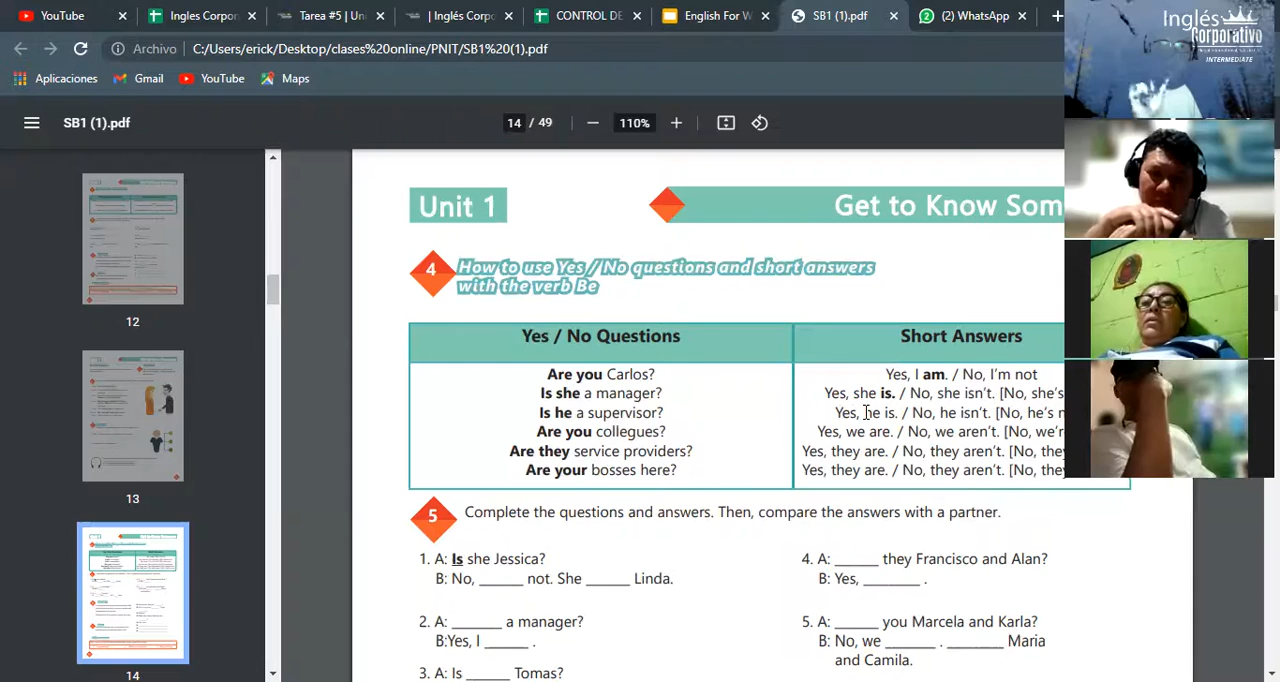 YouTube
Ingles Corpor
Tarea #5 | Un
| Inglés Corpo
CONTROL DE
English For W
SB1 (1).pdf
(2) WhatsApp
Archivo
C:/Users/erick/Desktop/clases%20online/PNIT/SB1%20(1).pdf
Aplicaciones
Gmail
YouTube
Maps
SB1 (1).pdf
14 / 49
110%
Inglés
Corporativo
INTERMEDIATE
12
13
14
Unit 1
Get to Know Som
4
How to use Yes / No questions and short answers
with the verb Be
Yes / No Questions
Short Answers
Are you Carlos?
Yes, I am. / No, I'm not
Is she a manager?
Yes, she is. / No, she isn't. [No, she's
Is he a supervisor?
Yes, he is. / No, he isn't. [No, he's n
Are you collegues?
Yes, we are. / No, we aren't. [No, we'r
Are they service providers?
Yes, they are. / No, they aren't. [No, they
Are your bosses here?
Yes, they are. / No, they aren't. [No, they
5
Complete the questions and answers. Then, compare the answers with a partner.
1. A: Is she Jessica?
B: No, ______ not. She ______ Linda.
2. A: _______ a manager?
B:Yes, I ______ .
3. A: Is ______ Tomas?
4. A: ______ they Francisco and Alan?
B: Yes, ________ .
5. A: ______ you Marcela and Karla?
B: No, we _______ . ________ Maria
and Camila.